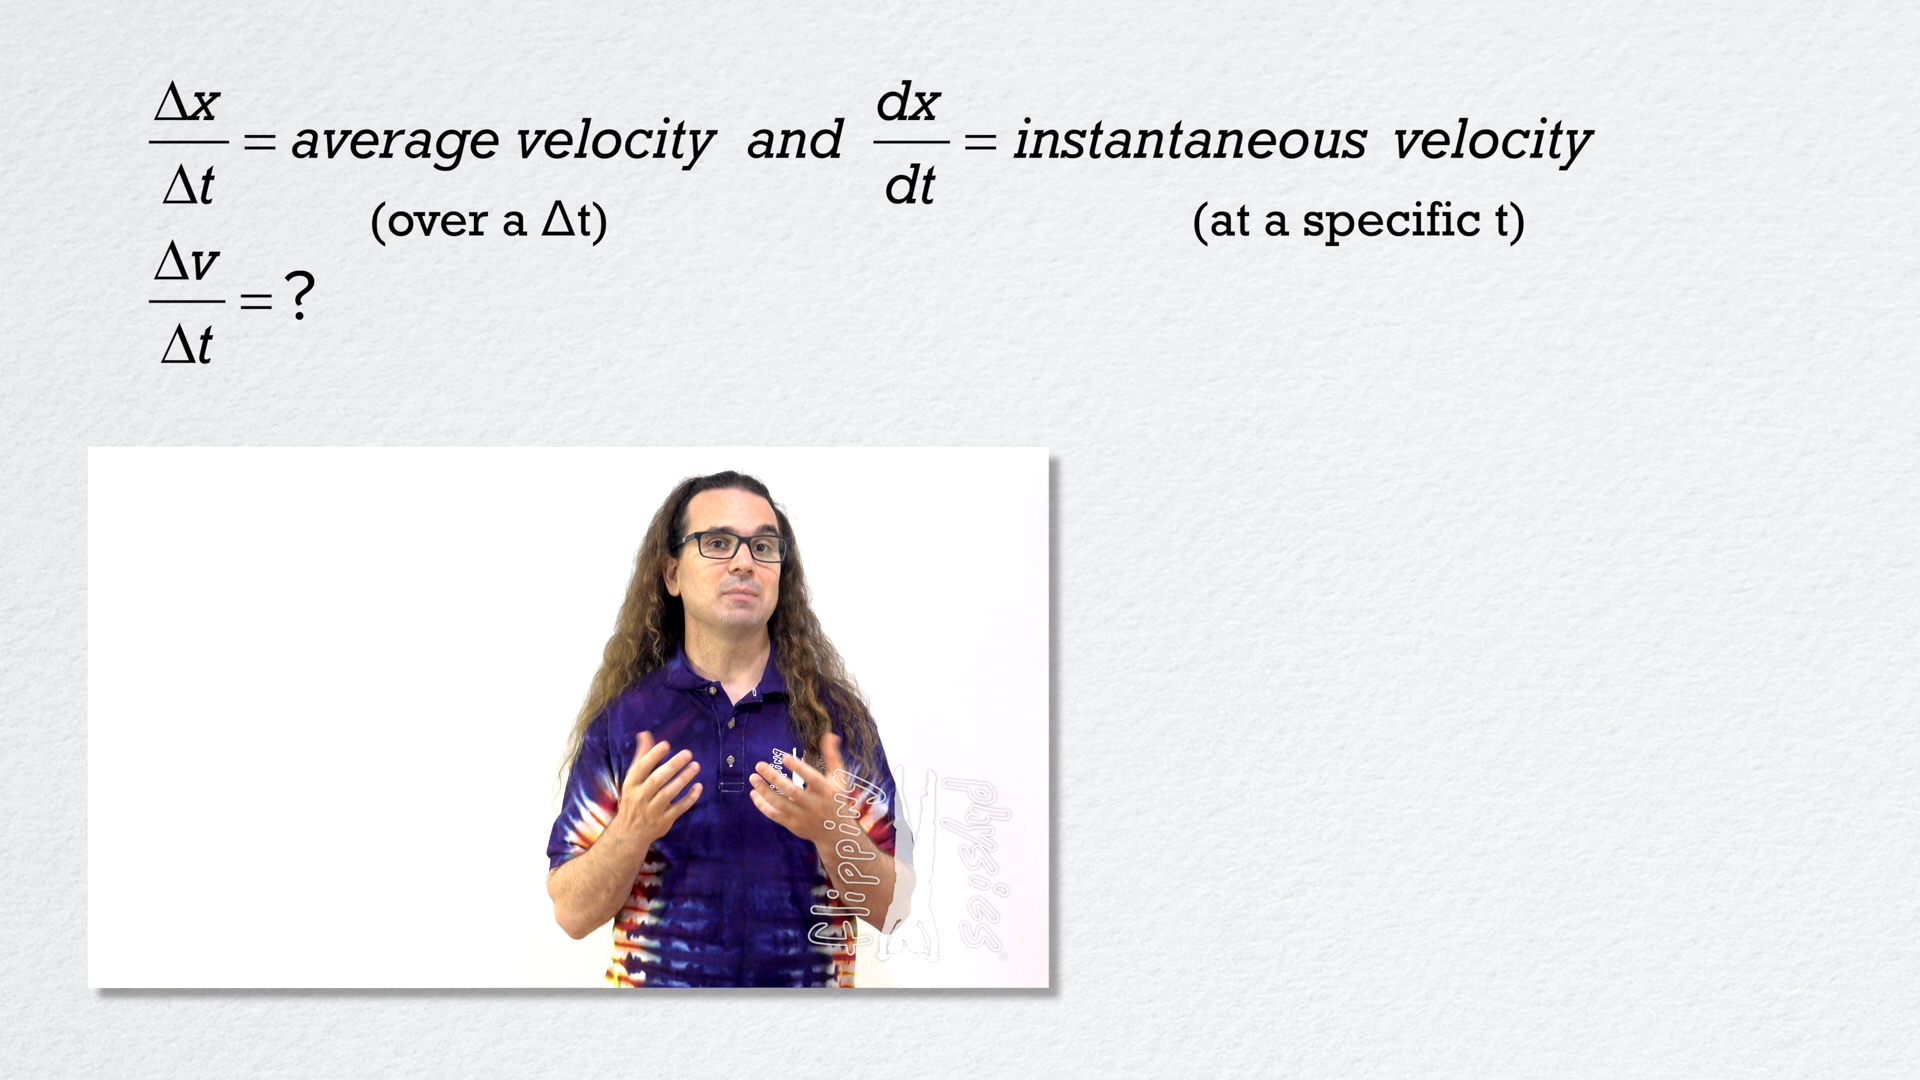 Δx/Δt = average velocity and dx/dt = instantaneous velocity
(over a Δt) (at a specific t)
Δv/Δt = ?
flipping
physics